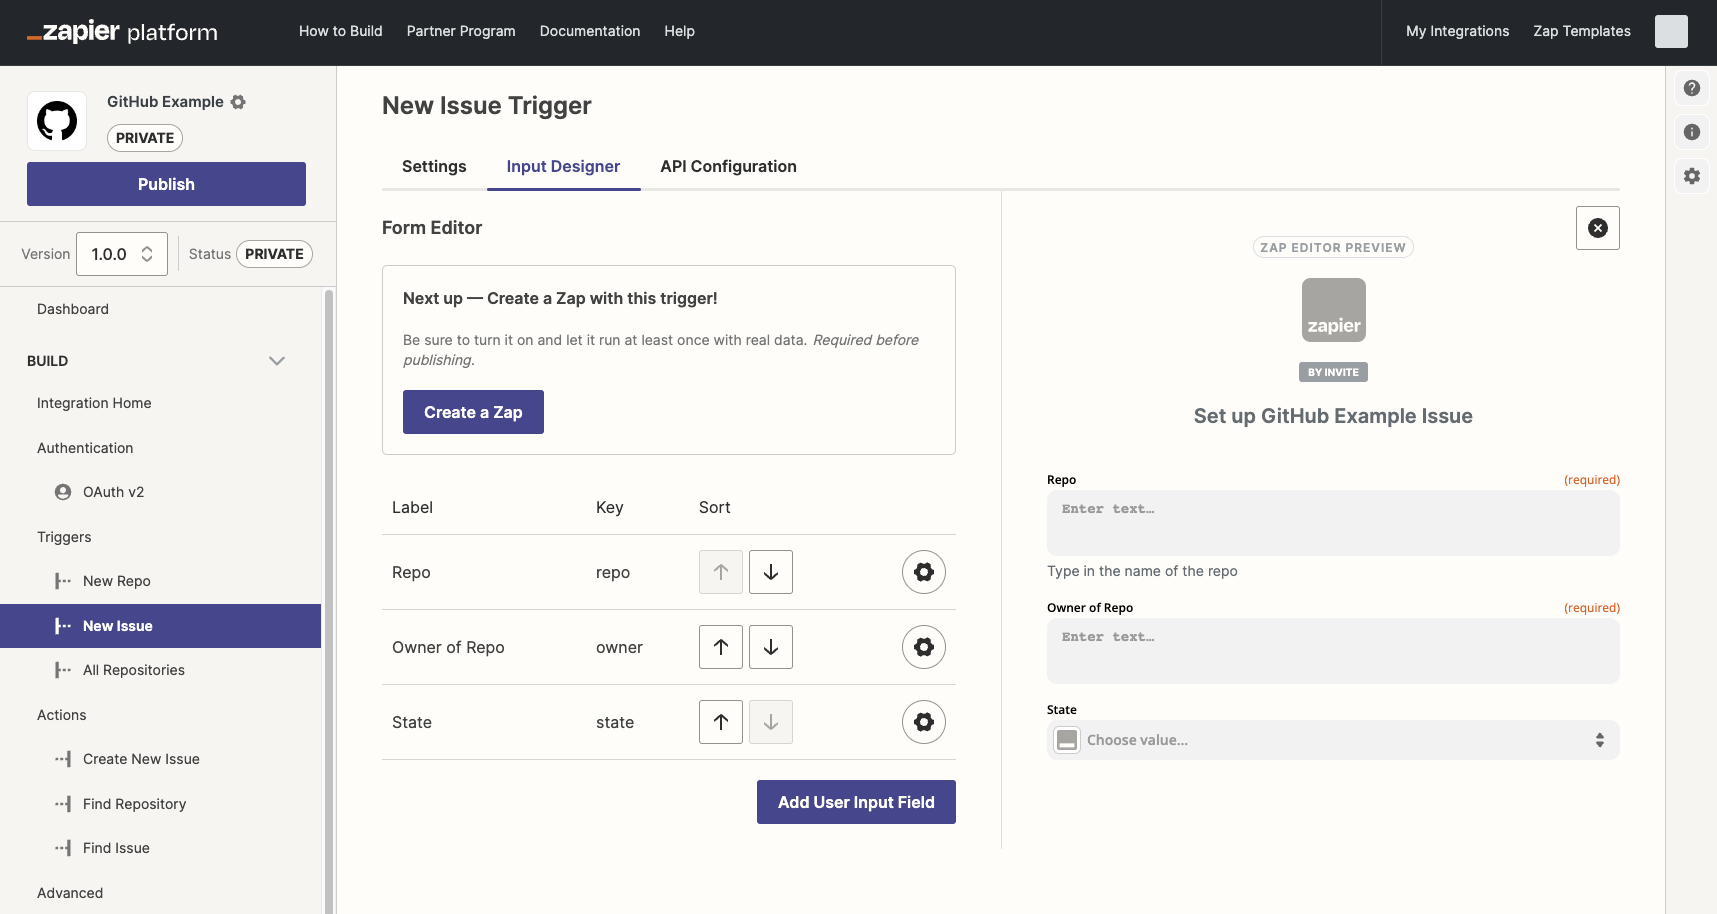 zapier platform
How to Build
Partner Program
Documentation
Help
My Integrations
Zap Templates
GitHub Example
PRIVATE
Publish
Version
1.0.0
Status
PRIVATE
Dashboard
BUILD
Integration Home
Authentication
OAuth v2
Triggers
New Repo
New Issue
All Repositories
Actions
Create New Issue
Find Repository
Find Issue
Advanced
New Issue Trigger
Settings
Input Designer
API Configuration
Form Editor
Next up — Create a Zap with this trigger!
Be sure to turn it on and let it run at least once with real data. Required before
publishing.
Create a Zap
Label Key Sort
Repo repo
Owner of Repo owner
State state
Add User Input Field
ZAP EDITOR PREVIEW
zapier
BY INVITE
Set up GitHub Example Issue
Repo (required)
Enter text…
Type in the name of the repo
Owner of Repo (required)
Enter text…
State
Choose value...